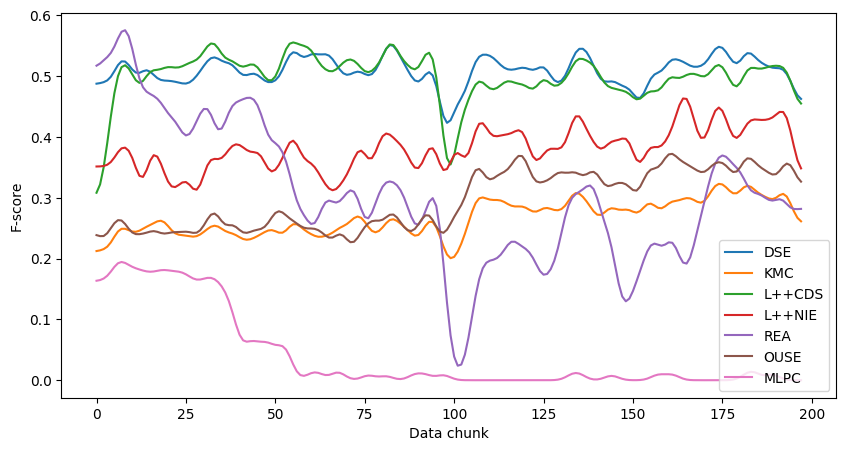 0.6
0.5
0.4
0.3
0.2
0.1
0.0
F-score
0 25 50 75 100 125 150 175 200
Data chunk
DSE
KMC
L++CDS
L++NIE
REA
OUSE
MLPC